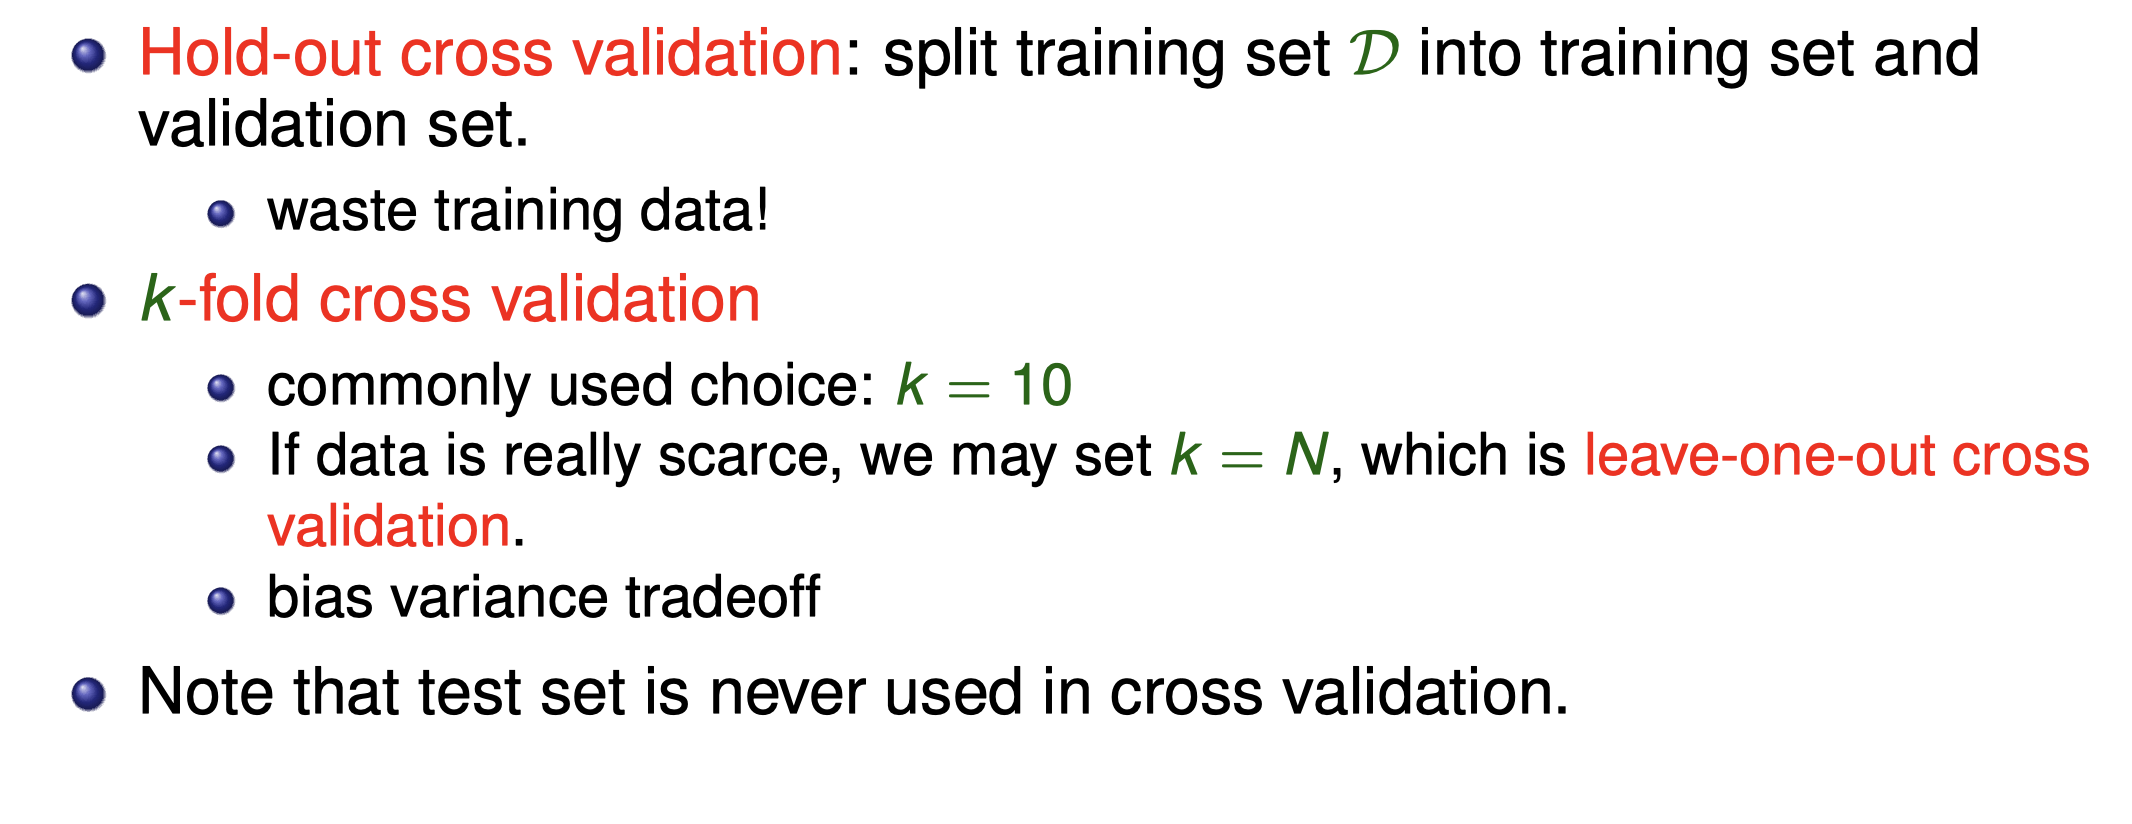 Hold-out cross validation: split training set 𝒟 into training set and
validation set.
waste training data!
k-fold cross validation
commonly used choice: k = 10
If data is really scarce, we may set k = N, which is leave-one-out cross
validation.
bias variance tradeoff
Note that test set is never used in cross validation.